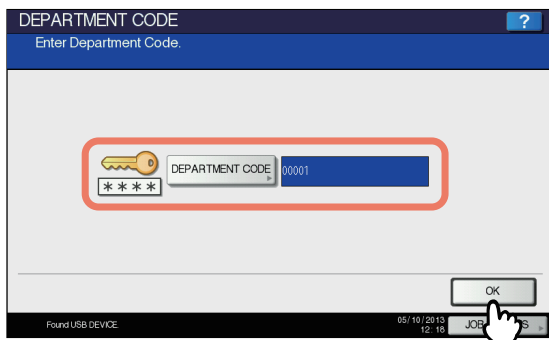 DEPARTMENT CODE
?
Enter Department Code.
DEPARTMENT CODE
00001
****
OK
Found USB DEVICE
05/10/2013
12:18